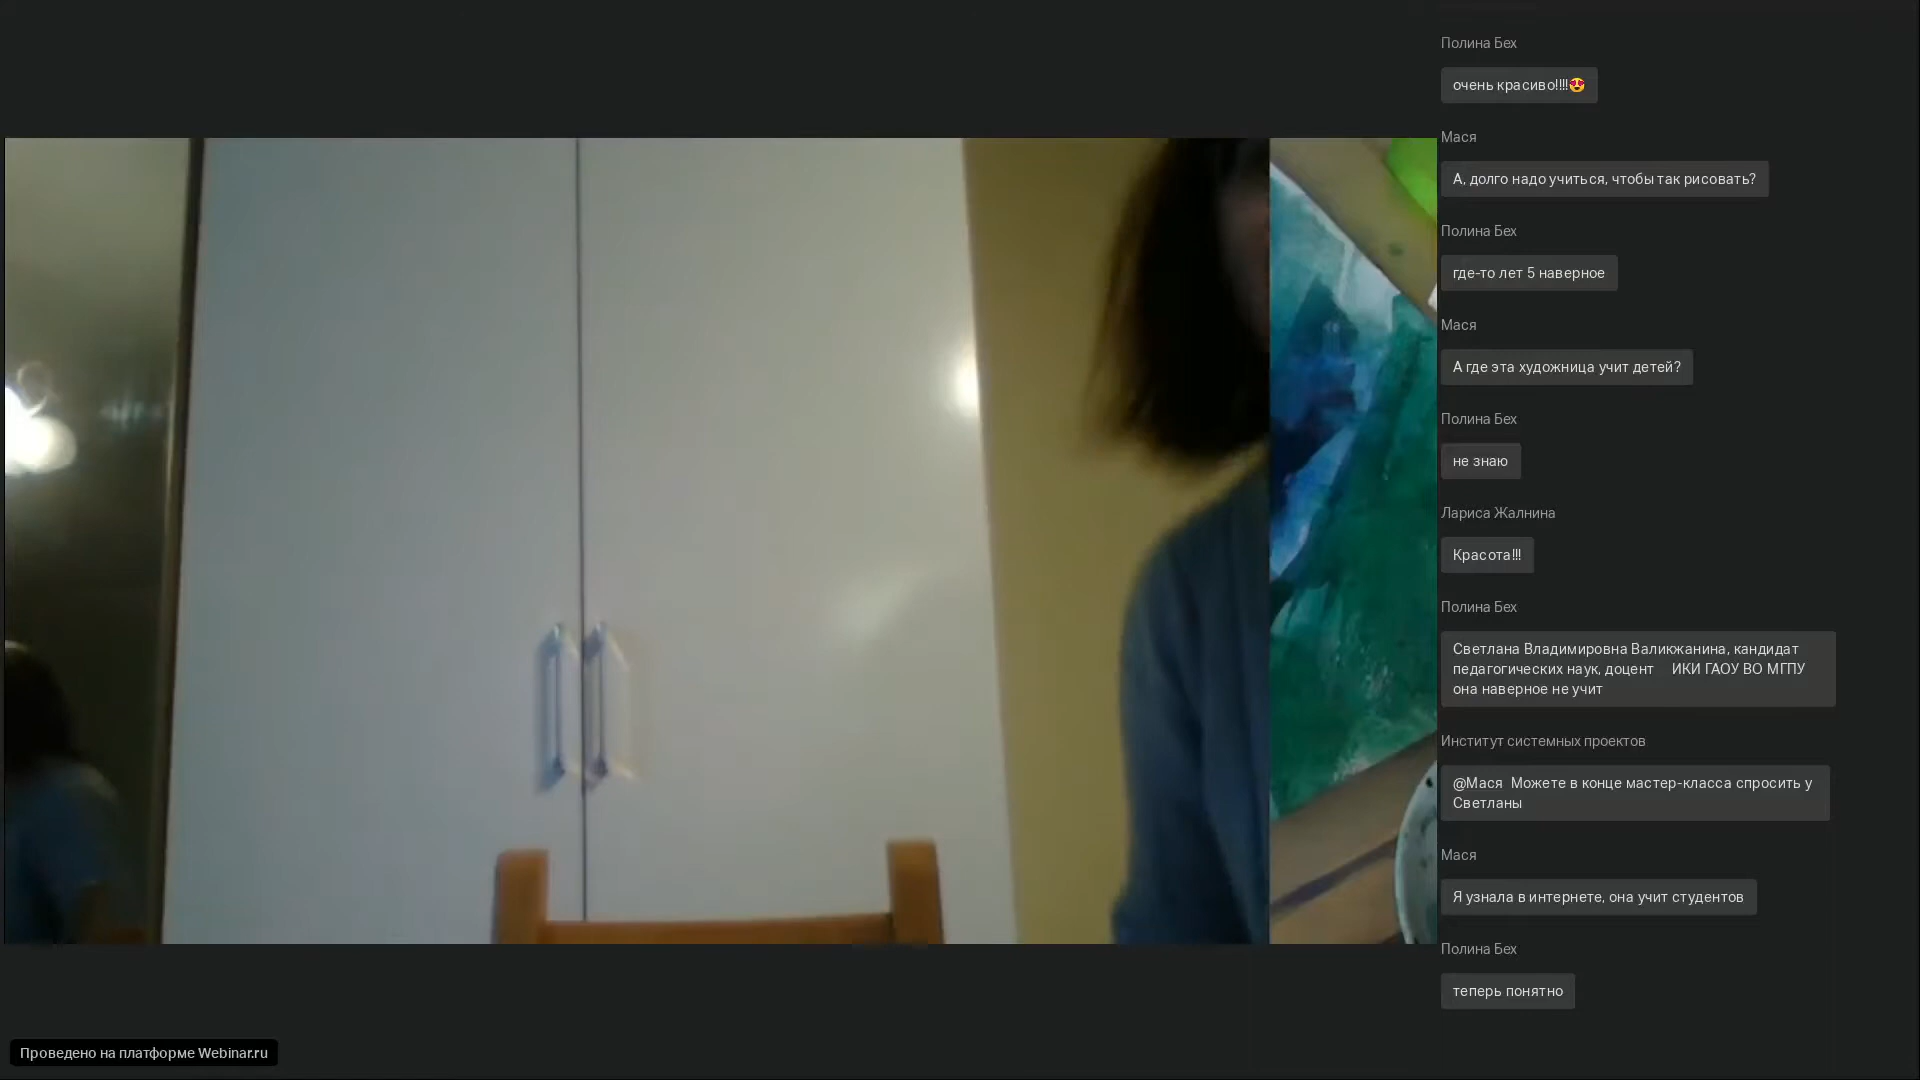 Полина Бех
очень красиво!!!!😍
Мася
А, долго надо учиться, чтобы так рисовать?
Полина Бех
где-то лет 5 наверное
Мася
А где эта художница учит детей?
Полина Бех
не знаю
Лариса Жалнина
Красота!!!
Полина Бех
Светлана Владимировна Валикжанина, кандидат
педагогических наук, доцент ИКИ ГАОУ ВО МГПУ
она наверное не учит
Институт системных проектов
@Мася Можете в конце мастер-класса спросить у
Светланы
Мася
Я узнала в интернете, она учит студентов
Полина Бех
теперь понятно
Проведено на платформе Webinar.ru